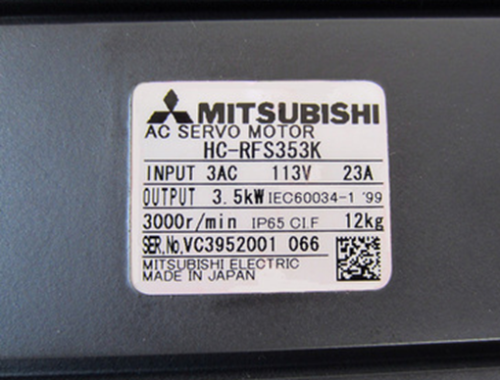 MITSUBISHI
AC SERVO MOTOR
HC-RFS353K
INPUT 3AC 113V 23A
OUTPUT 3.5kW IEC60034-1 '99
3000r/min IP65 CI.F 12kg
SER.No.VC3952001 066
MITSUBISHI ELECTRIC
MADE IN JAPAN